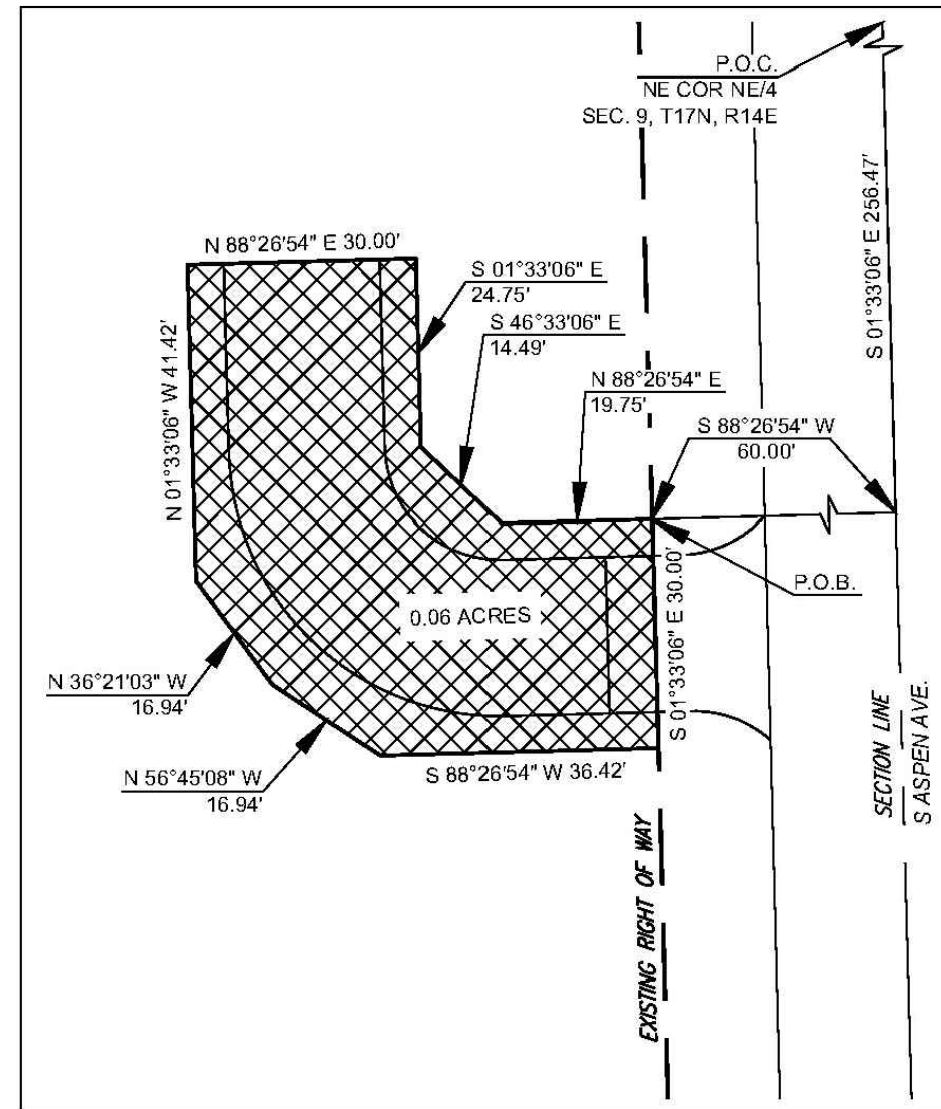 P.O.C.
NE COR NE/4
SEC. 9, T17N, R14E
S 01°33'06" E 256.47'
N 88°26'54" E 30.00'
S 01°33'06" E
24.75'
S 46°33'06" E
14.49'
N 88°26'54" E
19.75'
S 88°26'54" W
60.00'
N 01°33'06" W 41.42'
P.O.B.
0.06 ACRES
S 01°33'06" E 30.00'
N 36°21'03" W
16.94'
N 56°45'08" W
16.94'
S 88°26'54" W 36.42'
SECTION LINE
S ASPEN AVE.
EXISTING RIGHT OF WAY